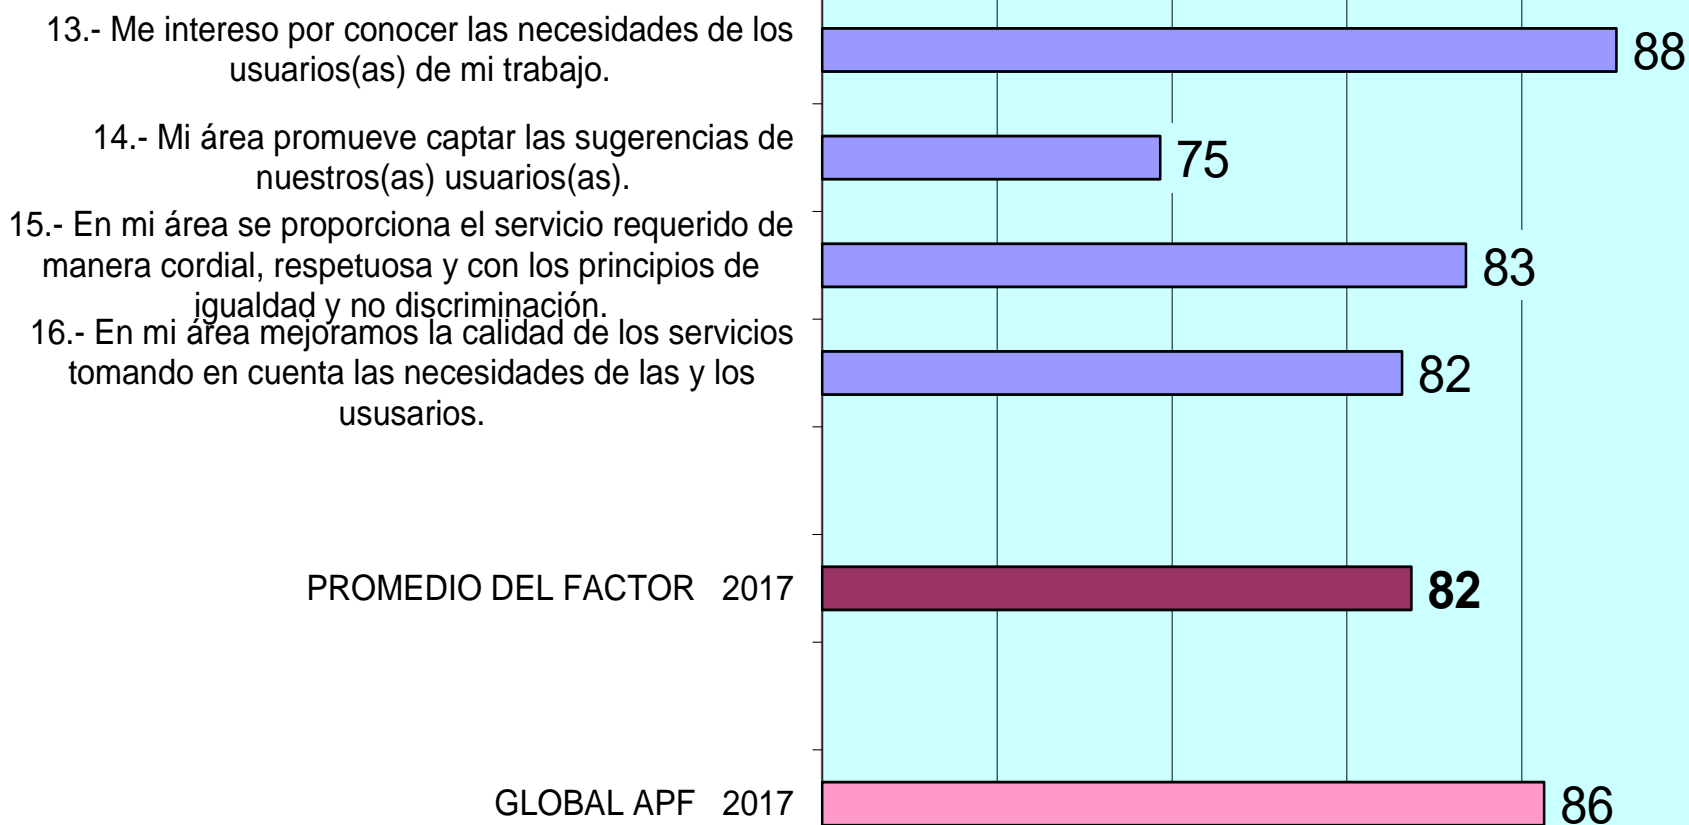 13.- Me intereso por conocer las necesidades de los
usuarios(as) de mi trabajo.
88
14.- Mi área promueve captar las sugerencias de
nuestros(as) usuarios(as).
75
15.- En mi área se proporciona el servicio requerido de
manera cordial, respetuosa y con los principios de
igualdad y no discriminación.
83
16.- En mi área mejoramos la calidad de los servicios
tomando en cuenta las necesidades de las y los
ususarios.
82
PROMEDIO DEL FACTOR 2017
82
GLOBAL APF 2017
86